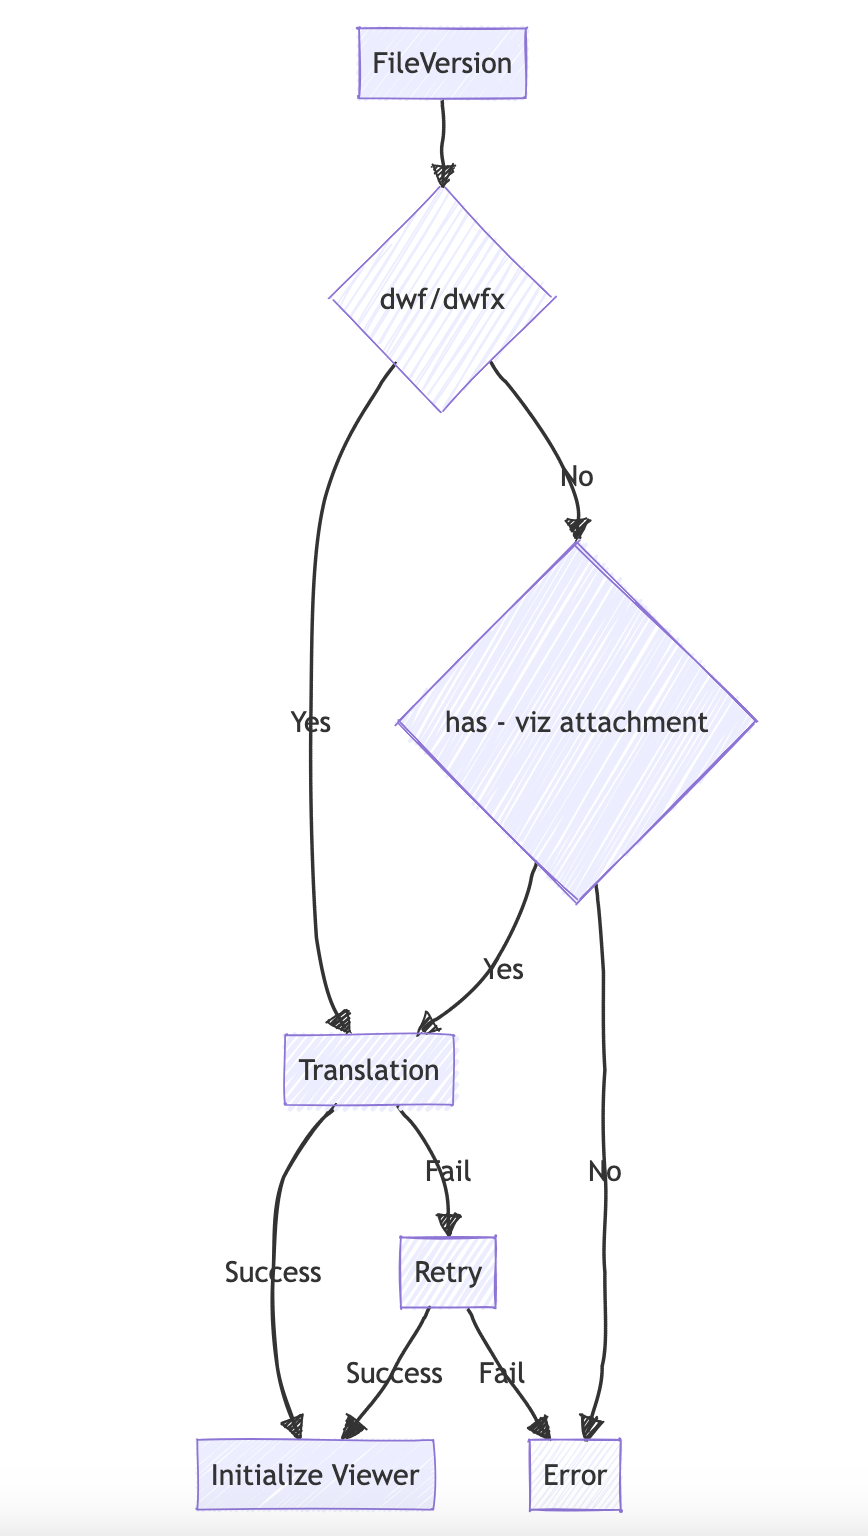 FileVersion
dwf/dwfx
No
Yes
has - viz attachment
Yes
Translation
Fail
No
Success
Retry
Success
Fail
Initialize Viewer
Error